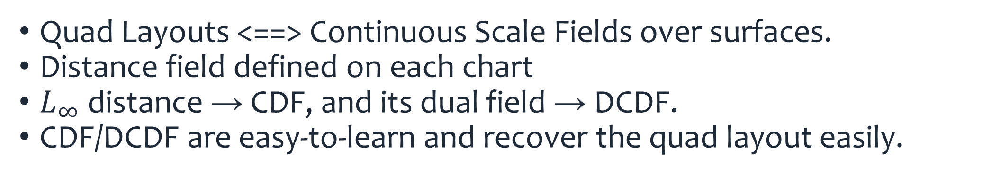 • Quad Layouts <==> Continuous Scale Fields over surfaces.
• Distance field defined on each chart
• L∞ distance → CDF, and its dual field → DCDF.
• CDF/DCDF are easy-to-learn and recover the quad layout easily.